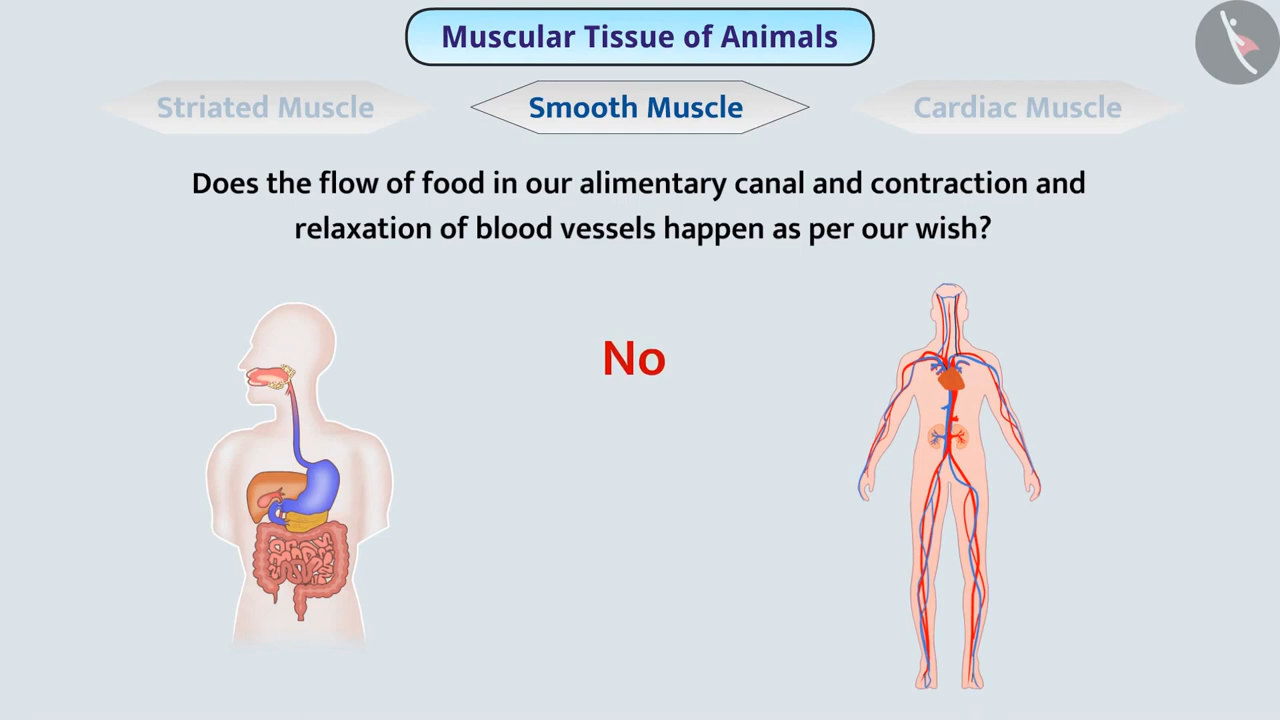 Muscular Tissue of Animals
Striated Muscle
Smooth Muscle
Cardiac Muscle
Does the flow of food in our alimentary canal and contraction and
relaxation of blood vessels happen as per our wish?
No